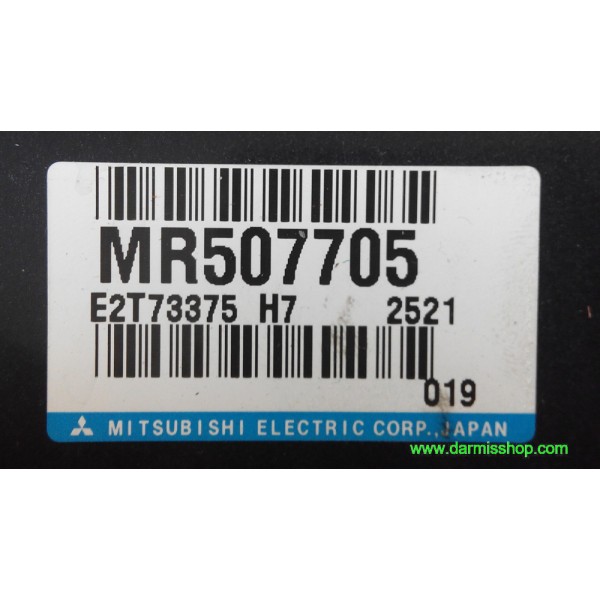 MR507705
E2T73375 H7 2521
019
MITSUBISHI ELECTRIC CORP.,JAPAN
www.darmisshop.com